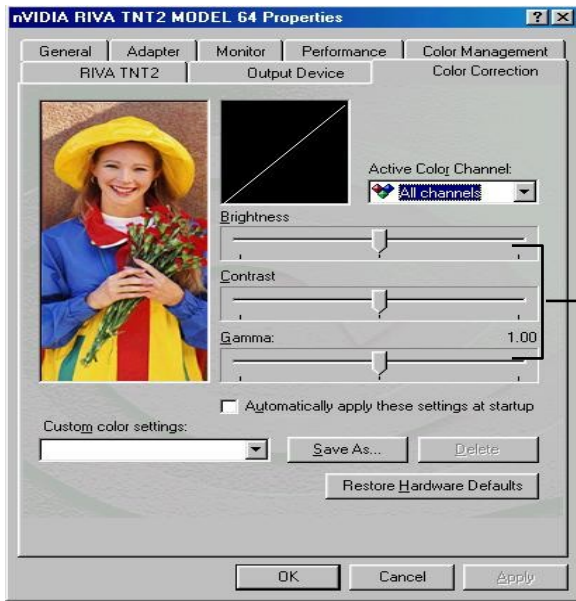 nVIDIA RIVA TNT2 MODEL 64 Properties
General Adapter Monitor Performance Color Management
RIVA TNT2 Output Device Color Correction
Active Color Channel:
All channels
Brightness
Contrast
Gamma: 1.00
Automatically apply these settings at startup
Custom color settings:
Save As... Delete
Restore Hardware Defaults
OK Cancel Apply